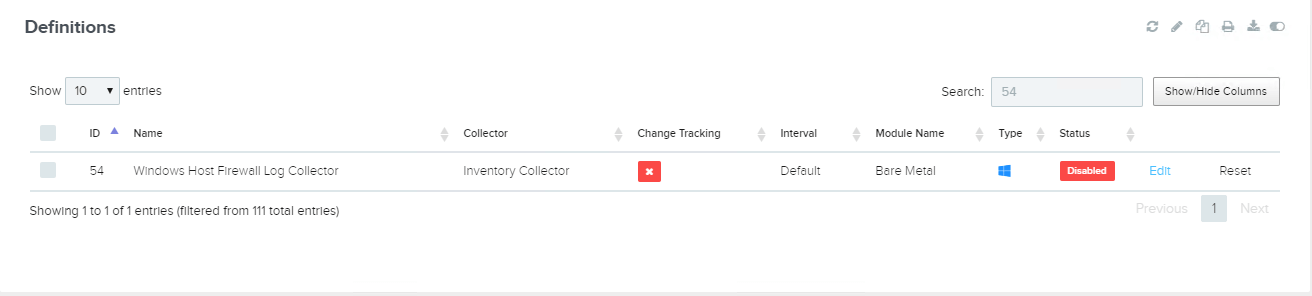 Definitions
Show 10 entries
Search: 54 Show/Hide Columns
ID Name Collector Change Tracking Interval Module Name Type Status
54 Windows Host Firewall Log Collector Inventory Collector Default Bare Metal Disabled Edit Reset
Showing 1 to 1 of 1 entries (filtered from 111 total entries)
Previous 1 Next